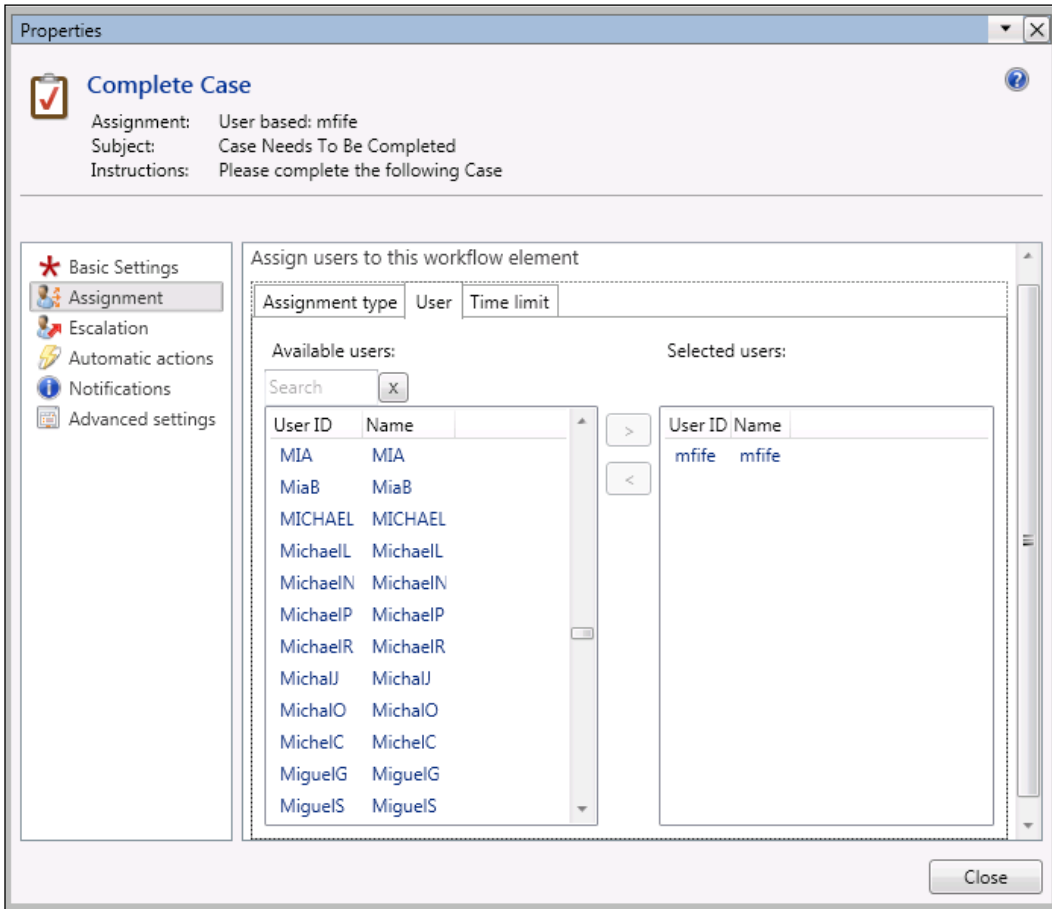 Properties
Complete Case
Assignment: User based: mfife
Subject: Case Needs To Be Completed
Instructions: Please complete the following Case
Basic Settings
Assignment
Escalation
Automatic actions
Notifications
Advanced settings
Assign users to this workflow element
Assignment type User Time limit
Available users: Selected users:
Search x
> 
<
User ID Name User ID Name
MIA MIA mfife mfife
MiaB MiaB
MICHAEL MICHAEL
MichaelL MichaelL
MichaelN MichaelN
MichaelP MichaelP
MichaelR MichaelR
MichalJ MichalJ
MichalO MichalO
MichelC MichelC
MiguelG MiguelG
MiguelS MiguelS
Close